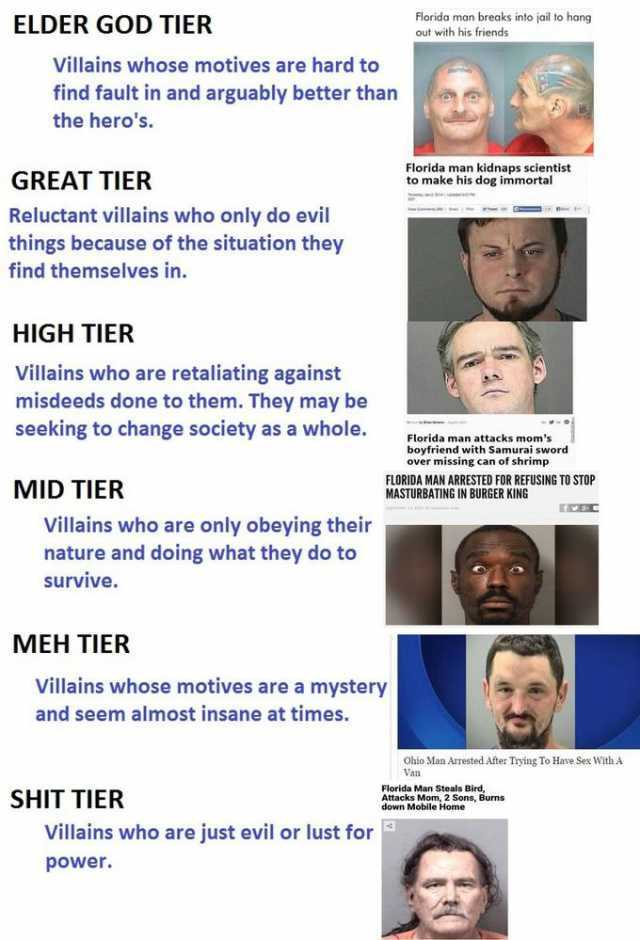 ELDER GOD TIER
Villains whose motives are hard to
find fault in and arguably better than
the hero's.
Florida man breaks into jail to hang
out with his friends
GREAT TIER
Reluctant villains who only do evil
things because of the situation they
find themselves in.
Florida man kidnaps scientist
to make his dog immortal
HIGH TIER
Villains who are retaliating against
misdeeds done to them. They may be
seeking to change society as a whole.
Florida man attacks mom's
boyfriend with Samurai sword
over missing can of shrimp
MID TIER
Villains who are only obeying their
nature and doing what they do to
survive.
FLORIDA MAN ARRESTED FOR REFUSING TO STOP
MASTURBATING IN BURGER KING
MEH TIER
Villains whose motives are a mystery
and seem almost insane at times.
Ohio Man Arrested After Trying To Have Sex With A
Van
SHIT TIER
Villains who are just evil or lust for
power.
Florida Man Steals Bird,
Attacks Mom, 2 Sons, Burns
down Mobile Home